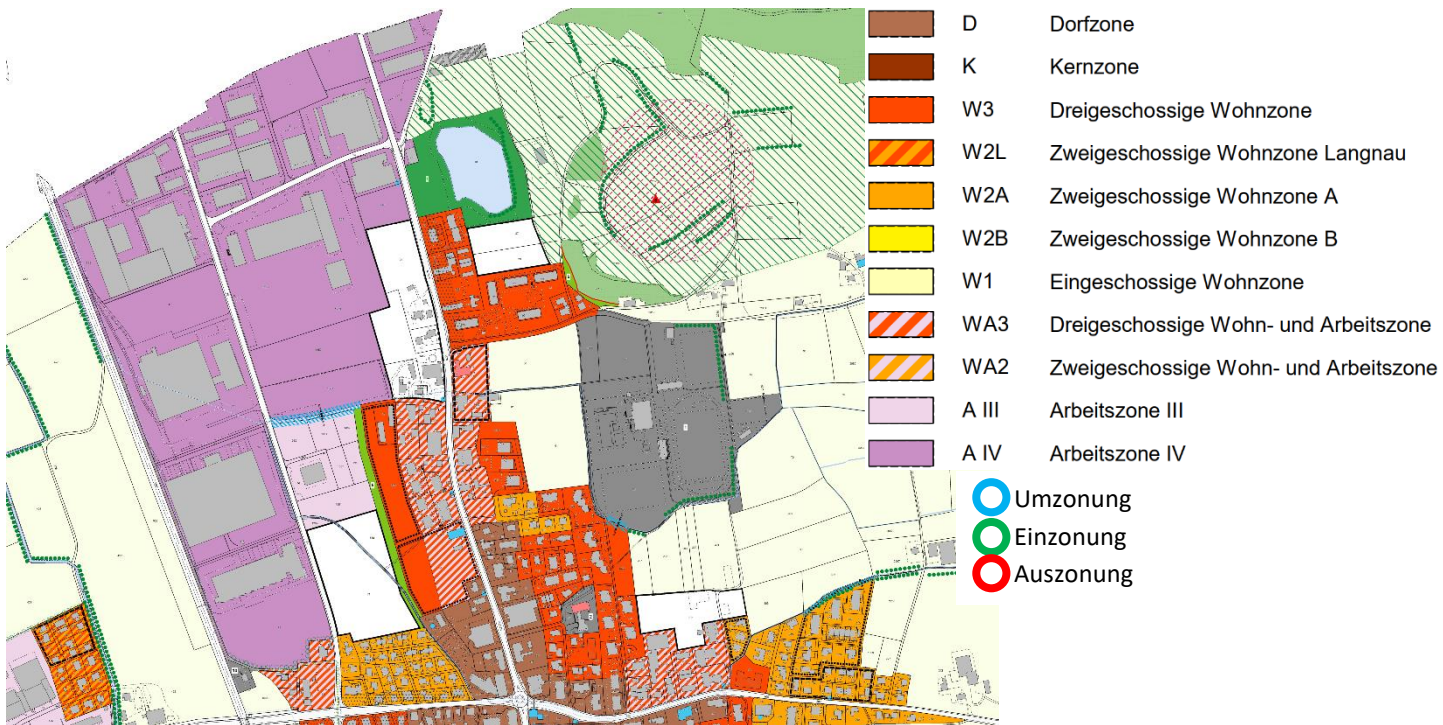 D Dorfzone
K Kernzone
W3 Dreigeschossige Wohnzone
W2L Zweigeschossige Wohnzone Langnau
W2A Zweigeschossige Wohnzone A
W2B Zweigeschossige Wohnzone B
W1 Eingeschossige Wohnzone
WA3 Dreigeschossige Wohn- und Arbeitszone
WA2 Zweigeschossige Wohn- und Arbeitszone
A III Arbeitszone III
A IV Arbeitszone IV
Umzonung
Einzonung
Auszonung